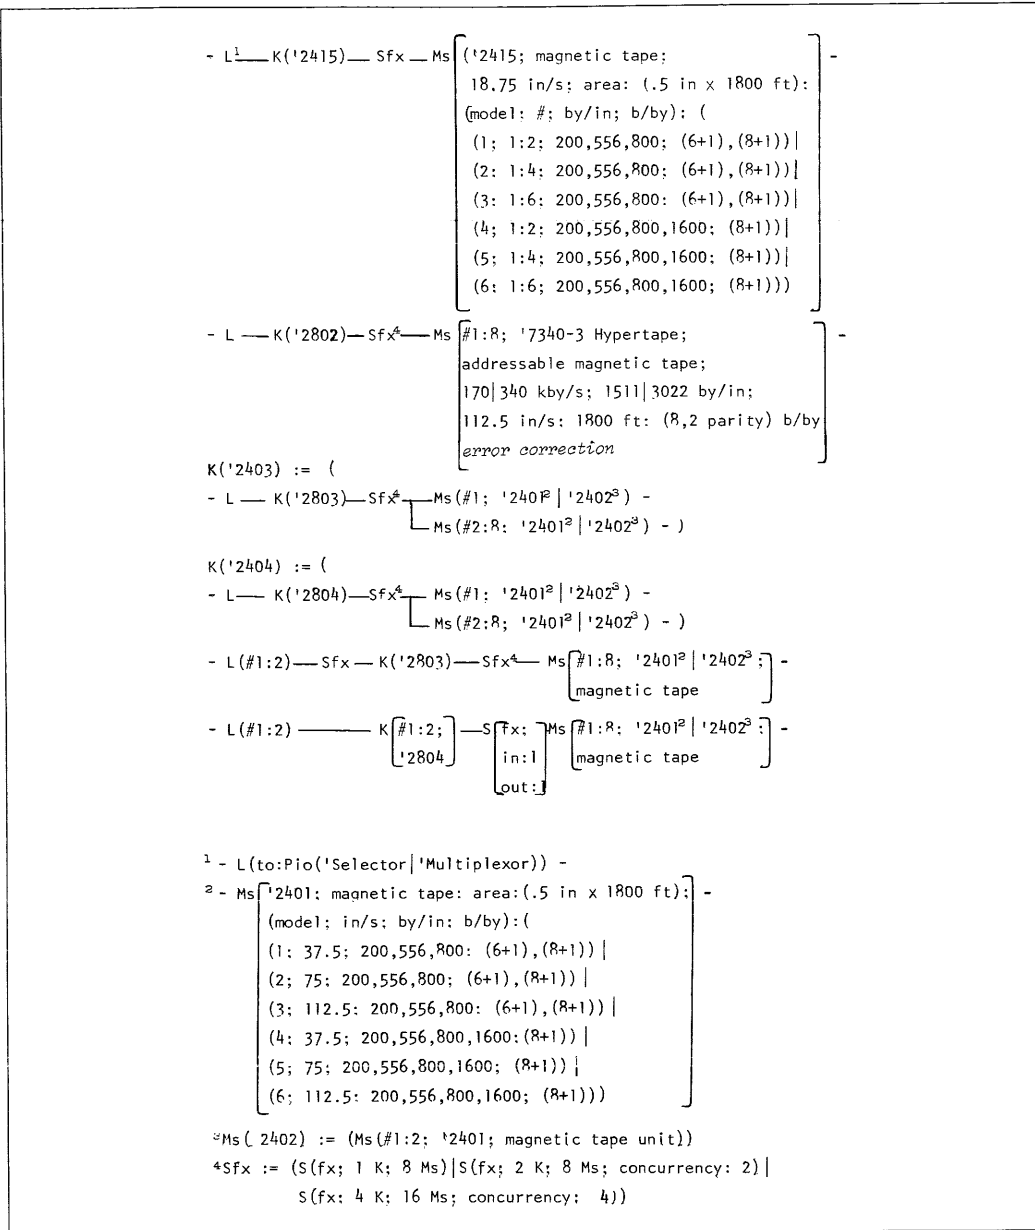 - L¹—K('2415)—Sfx—Ms[('2415; magnetic tape; -
18.75 in/s; area: (.5 in x 1800 ft):
(model: #; by/in; b/by): (
(1; 1:2; 200,556,800; (6+1),(8+1))|
(2: 1:4; 200,556,800; (6+1),(8+1))|
(3: 1:6: 200,556,800: (6+1),(8+1))|
(4; 1:2; 200,556,800,1600; (8+1))|
(5; 1:4; 200,556,800,1600; (8+1))|
(6: 1:6; 200,556,800,1600; (8+1)))]
- L — K('2802)—Sfx⁴—Ms[#1:8; '7340-3 Hypertape; -
addressable magnetic tape;
170|340 kby/s; 1511|3022 by/in;
112.5 in/s: 1800 ft: (8,2 parity) b/by
error correction]
K('2403) := (
- L — K('2803)—Sfx⁴—Ms(#1; '2401²|'2402³) -
Ms(#2:8: '2401²|'2402³) - )
K('2404) := (
- L— K('2804)—Sfx⁴— Ms(#1: '2401²|'2402³) -
Ms(#2:8; '2401²|'2402³) - )
- L(#1:2)—Sfx—K('2803)—Sfx⁴— Ms[#1:8; '2401²|'2402³; -
magnetic tape]
- L(#1:2) — K[#1:2; —S[fx; Ms[#1:8; '2401²|'2402³; -
'2804] in:1 magnetic tape]
out:]
¹ - L(to:Pio('Selector|'Multiplexor)) -
² - Ms['2401; magnetic tape: area:(.5 in x 1800 ft); -
(model; in/s; by/in; b/by):(
(1: 37.5; 200,556,800: (6+1),(8+1))|
(2; 75; 200,556,800; (6+1),(8+1))|
(3; 112.5: 200,556,800: (6+1),(8+1))|
(4: 37.5; 200,556,800,1600:(8+1))|
(5; 75; 200,556,800,1600; (8+1))|
(6; 112.5: 200,556,800,1600; (8+1)))]
³Ms( 2402) := (Ms(#1:2; '2401; magnetic tape unit))
⁴Sfx := (S(fx; 1 K; 8 Ms)|S(fx; 2 K; 8 Ms; concurrency: 2)|
S(fx: 4 K; 16 Ms; concurrency; 4))